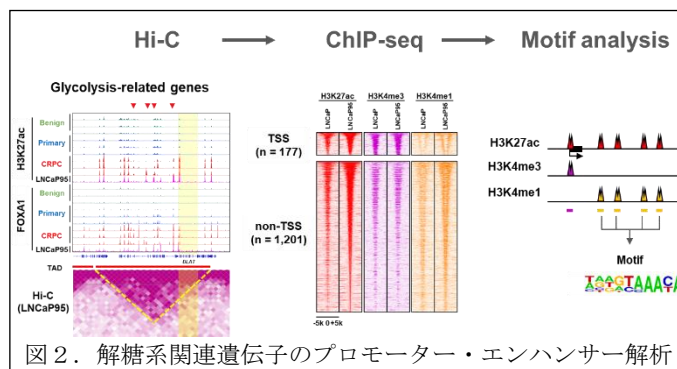 Hi-C
ChIP-seq
Motif analysis
Glycolysis-related genes
H3K27ac
Benign
Primary
CRPC
LNCaP95
FOXA1
Benign
Primary
CRPC
LNCaP95
TAD
Hi-C
(LNCaP95)
H3K27ac H3K4me3 H3K4me1
LNCaP LNCaP95 LNCaP LNCaP95 LNCaP LNCaP95
TSS
(n = 177)
non-TSS
(n = 1,201)
-5k 0+5k
H3K27ac
H3K4me3
H3K4me1
Motif
図２．解糖系関連遺伝子のプロモーター・エンハンサー解析